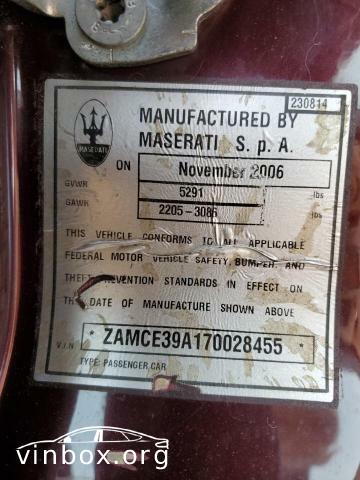 230814
MASERATI
MANUFACTURED BY
MASERATI S.p.A.
ON November 2006
GVWR 5291 lbs
GAWR 2205-3086 lbs
THIS VEHICLE CONFORMS TO ALL APPLICABLE
FEDERAL MOTOR VEHICLE SAFETY, BUMPER, AND
THEFT PREVENTION STANDARDS IN EFFECT ON
THE DATE OF MANUFACTURE SHOWN ABOVE
V.I.N. * ZAMCE39A170028455 *
TYPE: PASSENGER CAR
vinbox.org